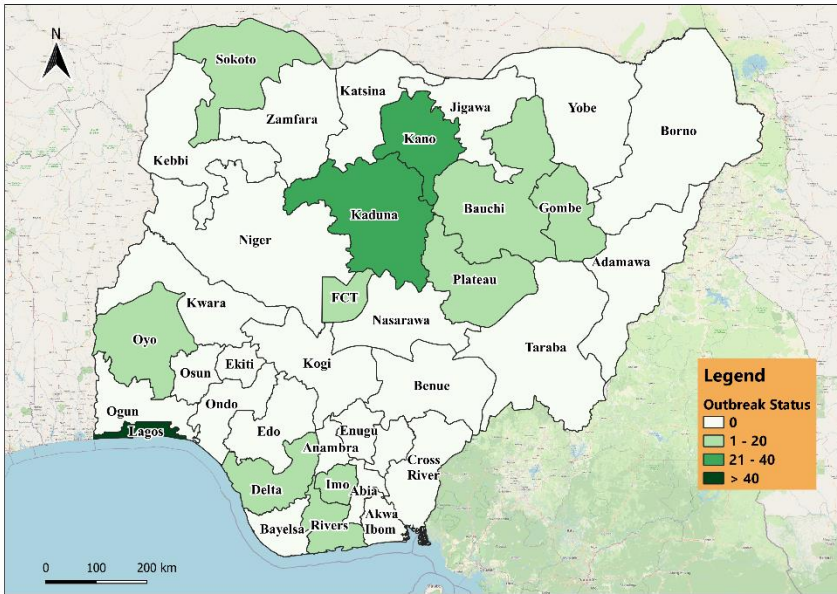 N
Sokoto
Katsina
Jigawa
Yobe
Borno
Zamfara
Kano
Kebbi
Kaduna
Bauchi
Gombe
Niger
Adamawa
Plateau
FCT
Kwara
Nasarawa
Oyo
Taraba
Kogi
Ekiti
Osun
Benue
Ogun
Ondo
Lagos
Edo
Enugu
Anambra
Cross
River
Delta
Imo
Abia
Akwa
Ibom
Bayelsa
Rivers
Legend
Outbreak Status
0
1 - 20
21 - 40
> 40
0 100 200 km